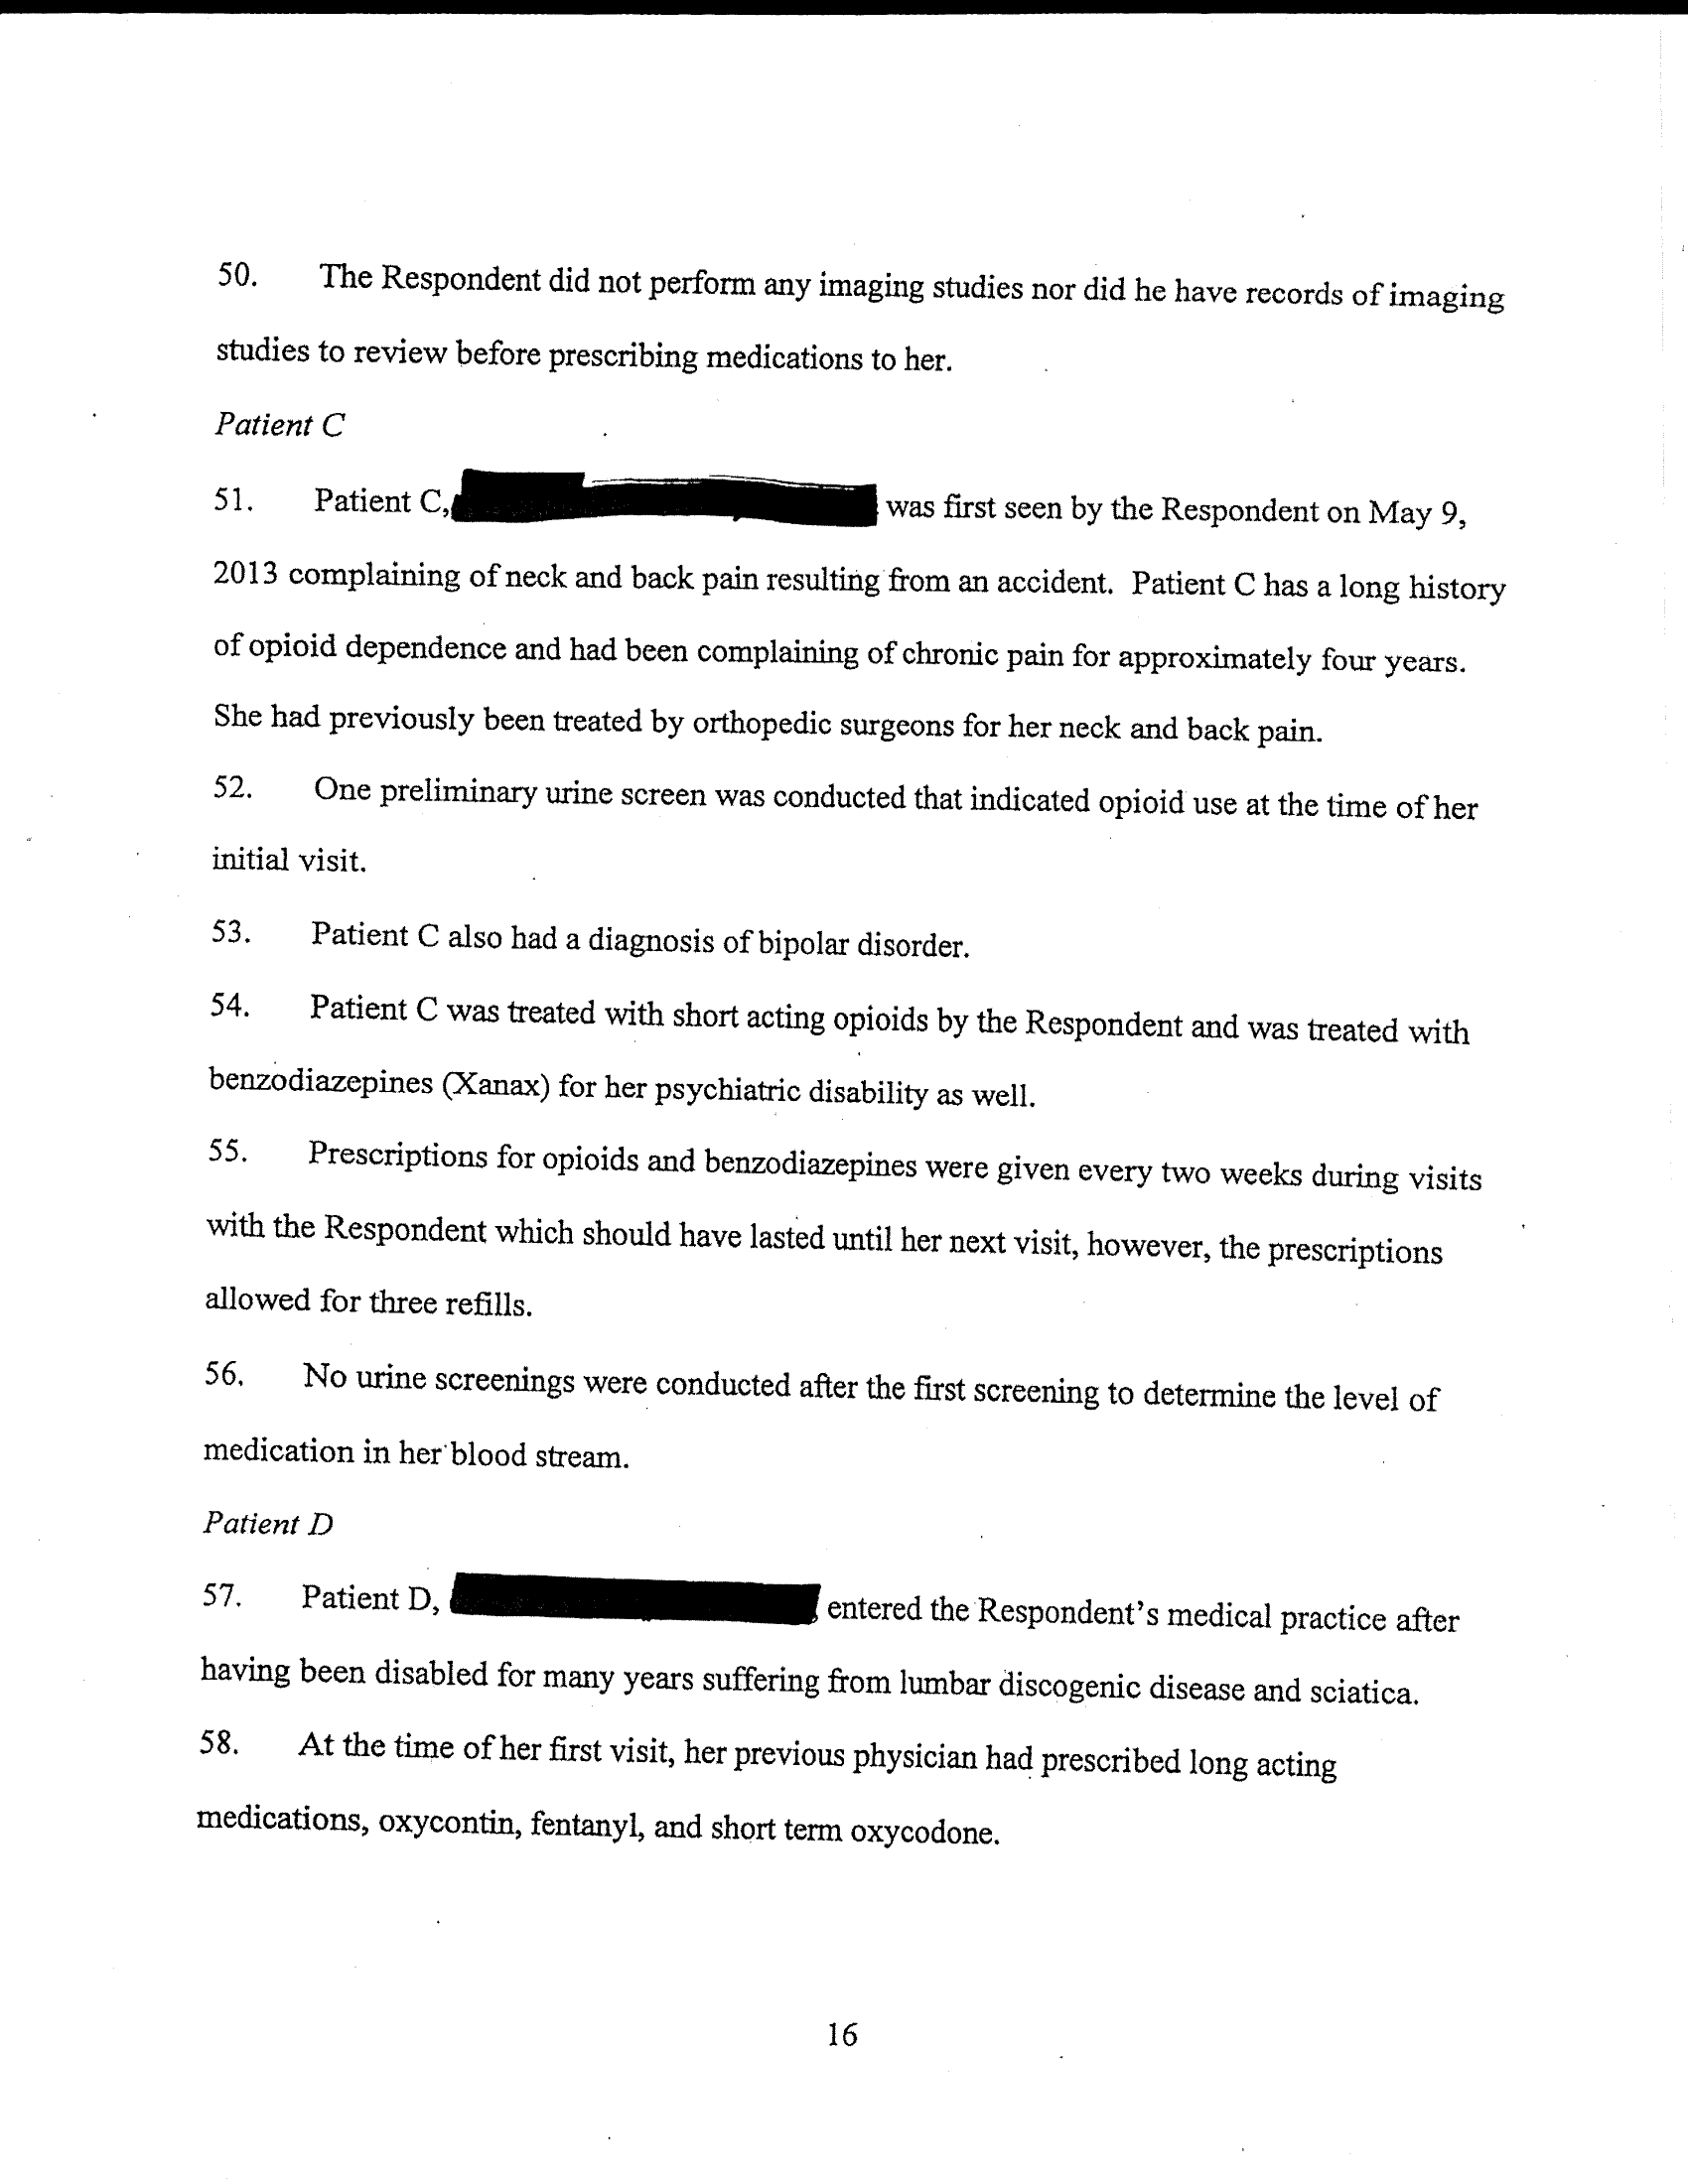 50. The Respondent did not perform any imaging studies nor did he have records of imaging
studies to review before prescribing medications to her.
Patient C
51. Patient C, was first seen by the Respondent on May 9,
2013 complaining of neck and back pain resulting from an accident. Patient C has a long history
of opioid dependence and had been complaining of chronic pain for approximately four years.
She had previously been treated by orthopedic surgeons for her neck and back pain.
52. One preliminary urine screen was conducted that indicated opioid use at the time of her
initial visit.
53. Patient C also had a diagnosis of bipolar disorder.
54. Patient C was treated with short acting opioids by the Respondent and was treated with
benzodiazepines (Xanax) for her psychiatric disability as well.
55. Prescriptions for opioids and benzodiazepines were given every two weeks during visits
with the Respondent which should have lasted until her next visit, however, the prescriptions
allowed for three refills.
56. No urine screenings were conducted after the first screening to determine the level of
medication in her blood stream.
Patient D
57. Patient D, entered the Respondent's medical practice after
having been disabled for many years suffering from lumbar discogenic disease and sciatica.
58. At the time of her first visit, her previous physician had prescribed long acting
medications, oxycontin, fentanyl, and short term oxycodone.
16